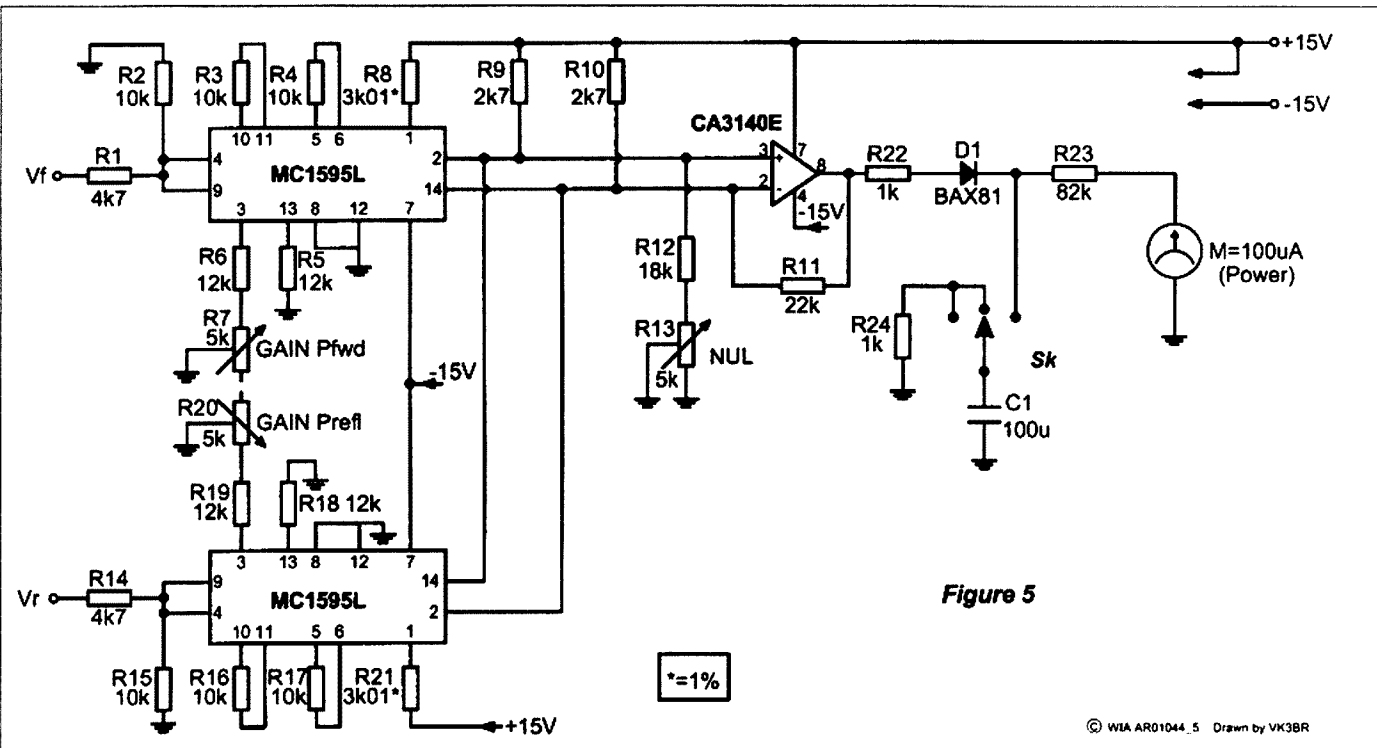 +15V
-15V
R2
10k
R3
10k
R4
10k
R8
3k01*
R9
2k7
R10
2k7
10
11
5
6
1
Vf
R1
4k7
4
9
MC1595L
2
14
3
13
8
12
7
CA3140E
3
+
2
-
7
8
4
-15V
R22
1k
D1
BAX81
R23
82k
M=100uA
(Power)
R6
12k
R5
12k
R7
5k
GAIN Pfwd
-15V
R12
18k
R11
22k
R13
5k
NUL
R24
1k
Sk
C1
100u
R20
5k
GAIN Prefl
R19
12k
R18 12k
3
13
8
12
7
Vr
R14
4k7
9
4
MC1595L
14
2
10
11
5
6
1
R15
10k
R16
10k
R17
10k
R21
3k01*
+15V
*=1%
Figure 5
© WIA AR01044_5 Drawn by VK3BR